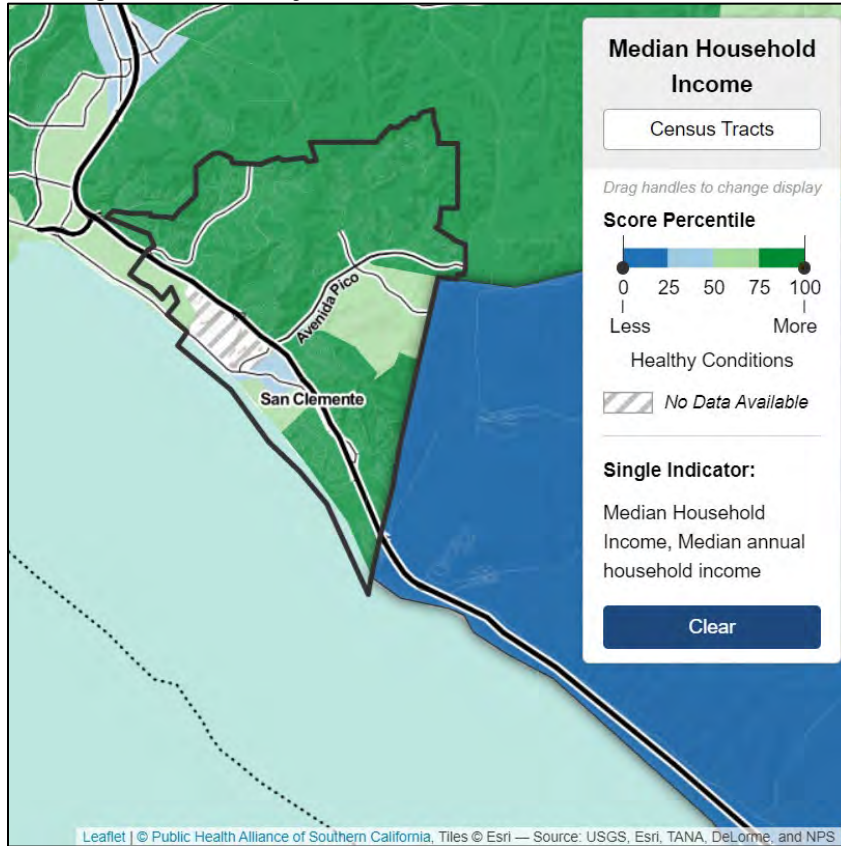 Median Household
Income
Census Tracts
Drag handles to change display
Score Percentile
0 25 50 75 100
Less More
Healthy Conditions
No Data Available
Single Indicator:
Median Household
Income, Median annual
household income
Clear
Avenida Pico
San Clemente
Leaflet | © Public Health Alliance of Southern California, Tiles © Esri — Source: USGS, Esri, TANA, DeLorme, and NPS